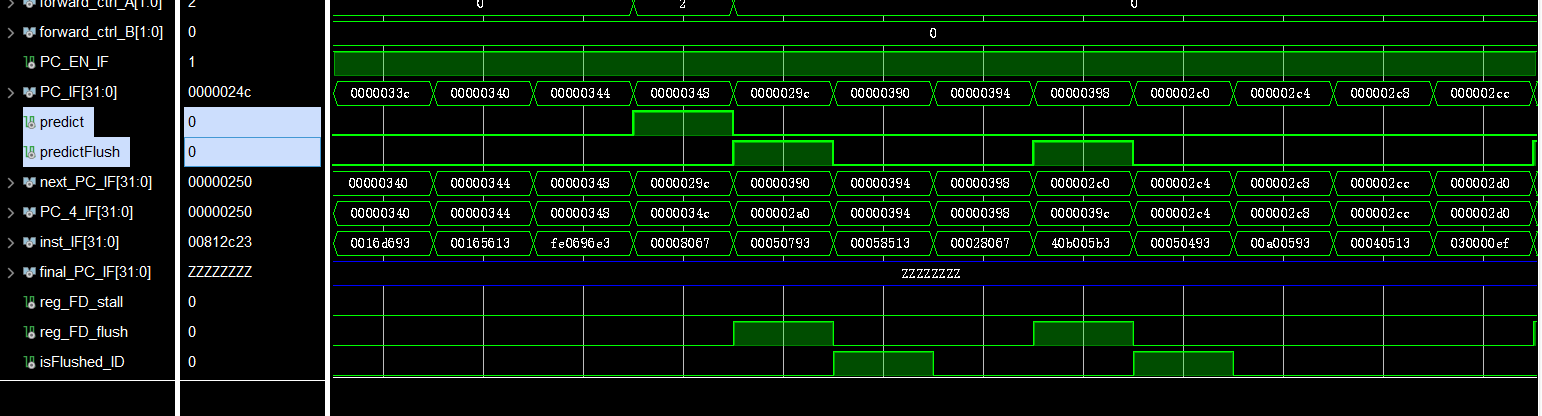 forward_ctrl_A[1:0] 2 0 2 0
forward_ctrl_B[1:0] 0 0
PC_EN_IF 1
PC_IF[31:0] 0000024c 0000033c 00000340 00000344 00000348 0000029c 00000390 00000394 00000398 000002c0 000002c4 000002c8 000002cc
predict 0
predictFlush 0
next_PC_IF[31:0] 00000250 00000340 00000344 00000348 0000029c 00000390 00000394 00000398 000002c0 000002c4 000002c8 000002cc 000002d0
PC_4_IF[31:0] 00000250 00000340 00000344 00000348 0000034c 000002a0 00000394 00000398 0000039c 000002c4 000002c8 000002cc 000002d0
inst_IF[31:0] 00812c23 0016d693 00165613 fe0696e3 00008067 00050793 00058513 00028067 40b005b3 00050493 00a00593 00040513 030000ef
final_PC_IF[31:0] ZZZZZZZZ ZZZZZZZZ
reg_FD_stall 0
reg_FD_flush 0
isFlushed_ID 0